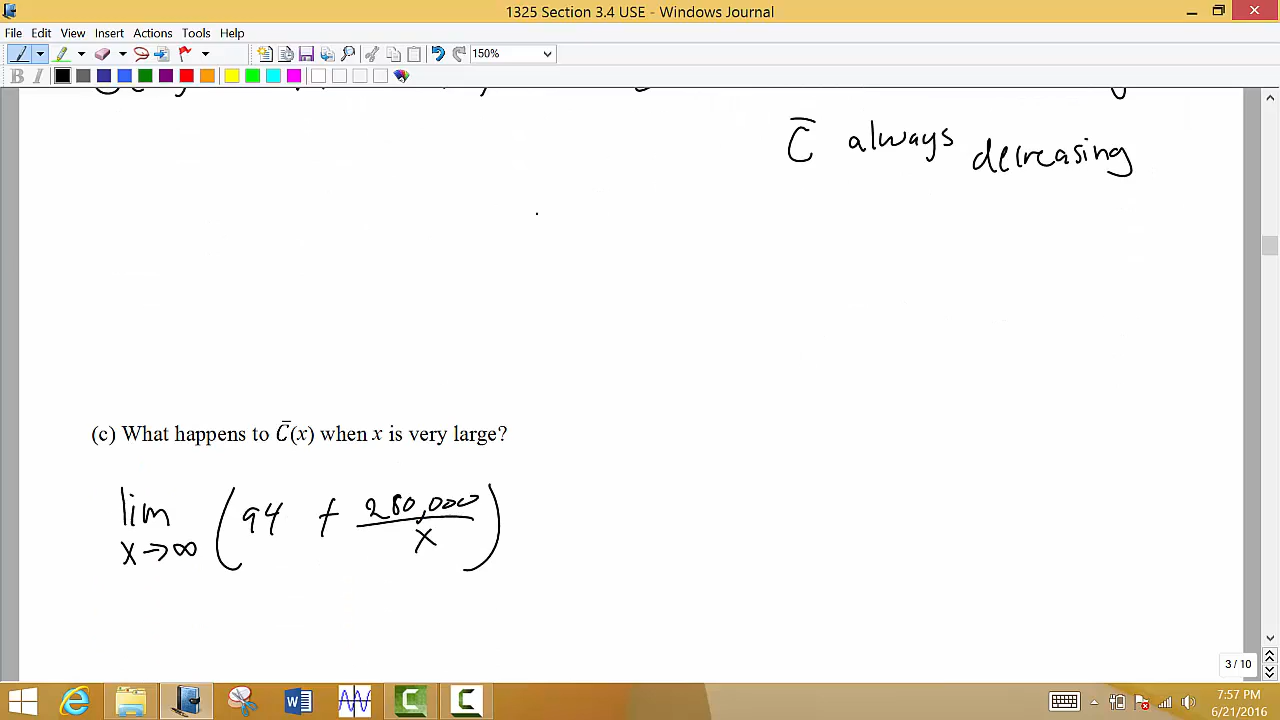 1325 Section 3.4 USE - Windows Journal
File Edit View Insert Actions Tools Help
150%
B I
C̄ always decreasing
(c) What happens to C̄(x) when x is very large?
lim x→∞ (94 + 280,000/x)
3 / 10
7:57 PM
6/21/2016